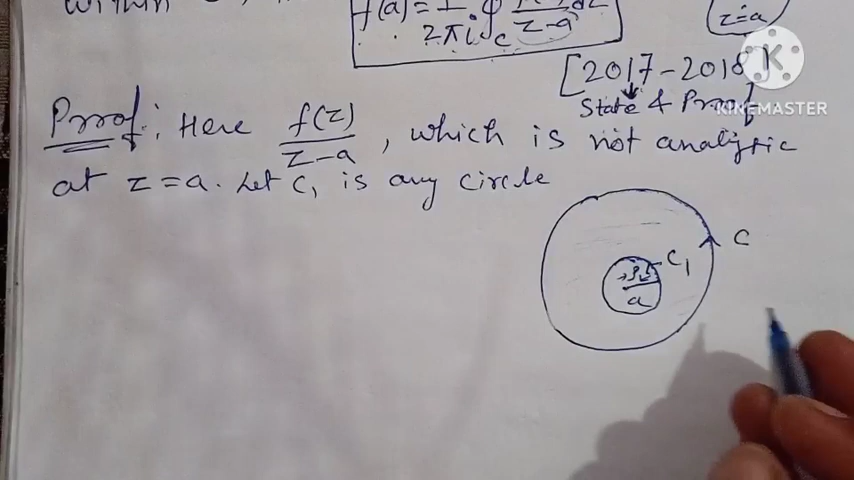 f(a) = 1/2πi ∮c
z-a
z=a
[2017-2018]
State & Proof
KINEMASTER
Proof: Here f(z)/z-a, which is not analytic
at z=a. Let C₁ is any circle
C
C₁
a